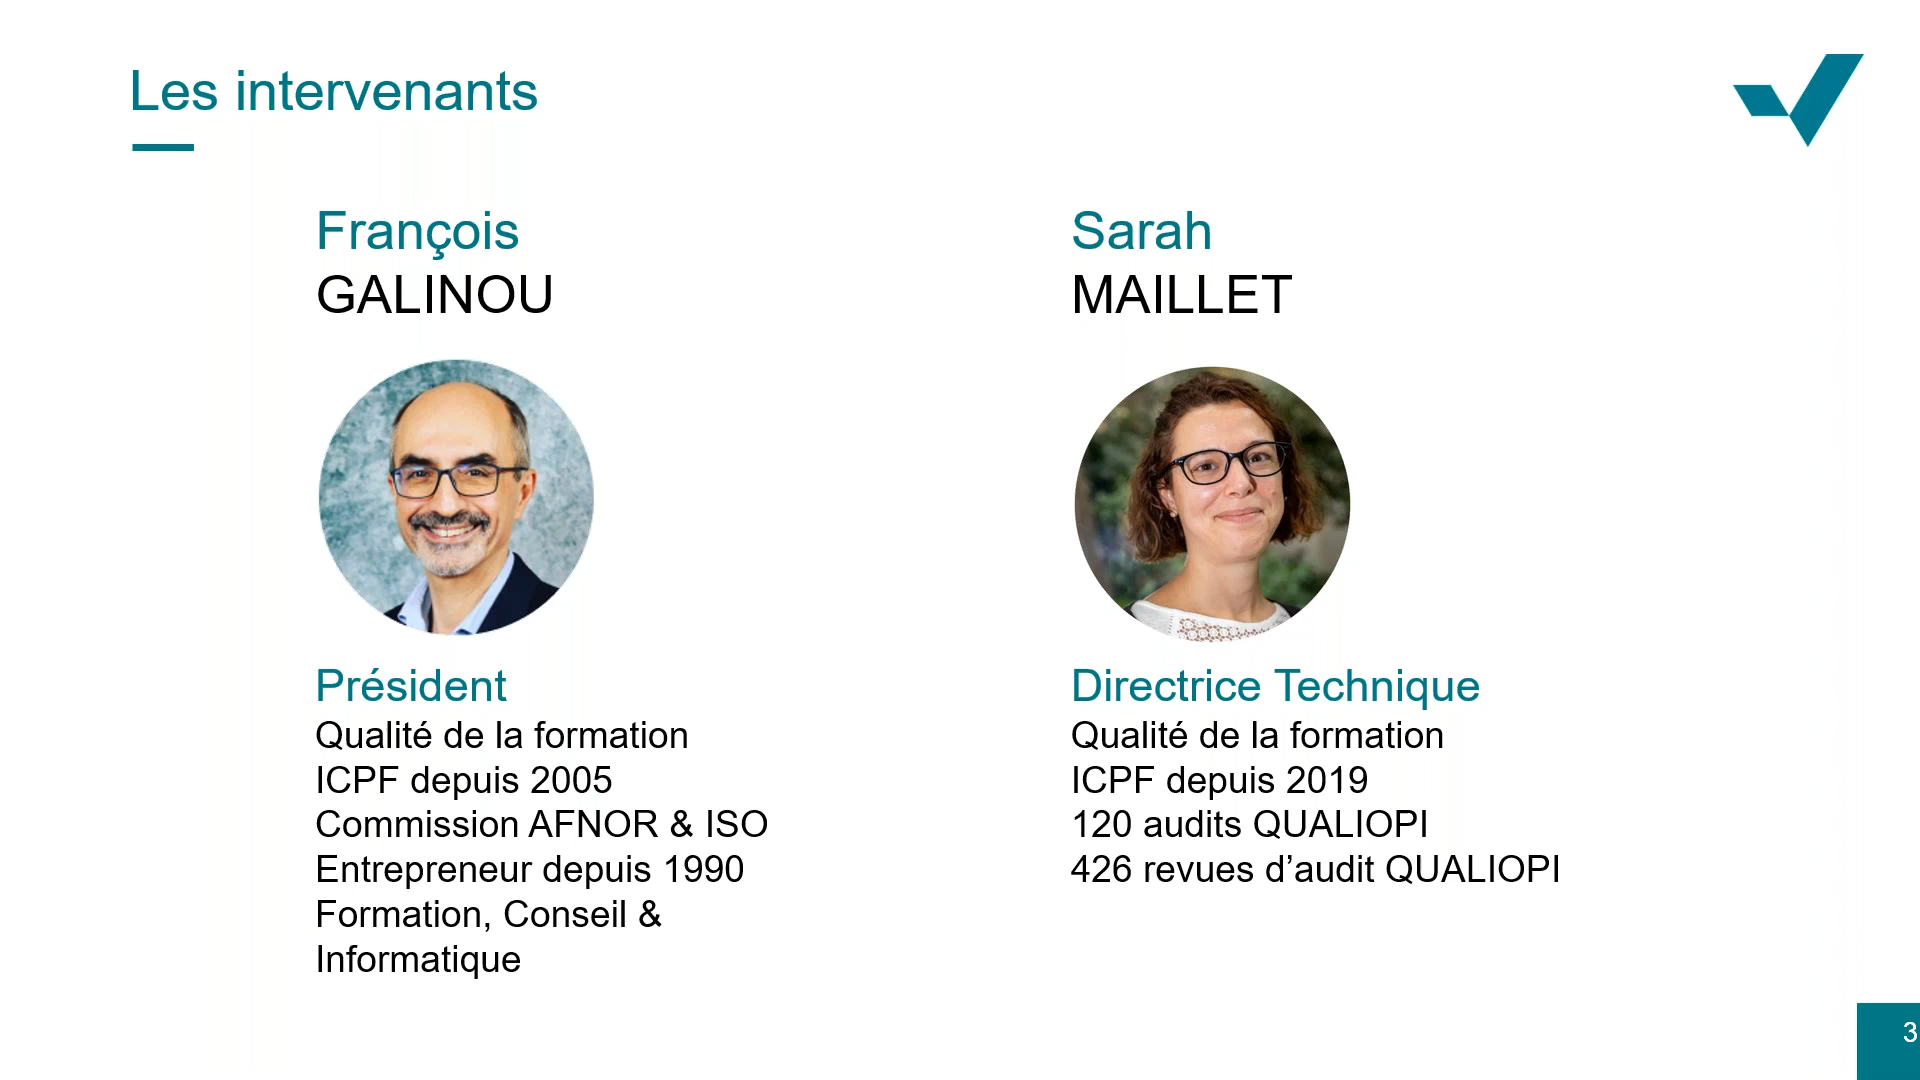 Les intervenants
François
GALINOU
Président
Qualité de la formation
ICPF depuis 2005
Commission AFNOR & ISO
Entrepreneur depuis 1990
Formation, Conseil &
Informatique
Sarah
MAILLET
Directrice Technique
Qualité de la formation
ICPF depuis 2019
120 audits QUALIOPI
426 revues d’audit QUALIOPI
3